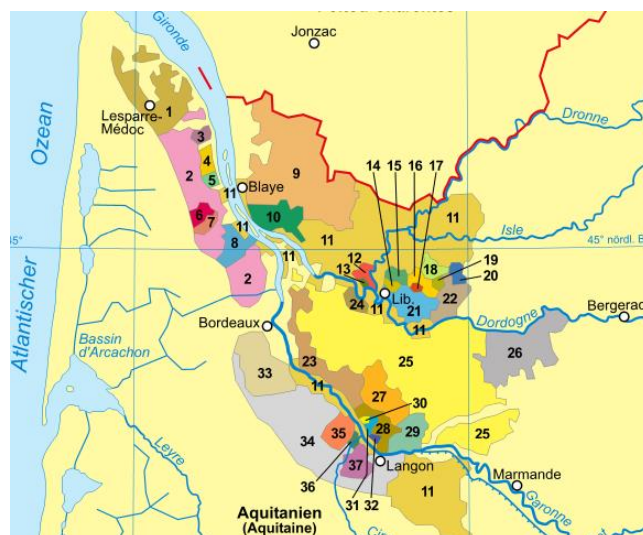 Poitou-Charentes
Gironde
Jonzac
Ozean
Lesparre-
Médoc
1
Dronne
3
4
2
5
9
14
15
16
17
11
Blaye
11
Isle
6
7
10
11
8
45°
45° nördl. B
11
12
18
19
13
20
2
Lib.
24
11
21
22
Bergerac
Atlantischer
Bordeaux
11
Dordogne
Bassin
d'Arcachon
23
25
26
33
11
27
30
34
35
28
29
25
Leyre
37
Langon
36
Marmande
31
32
11
Garonne
Aquitanien
(Aquitaine)